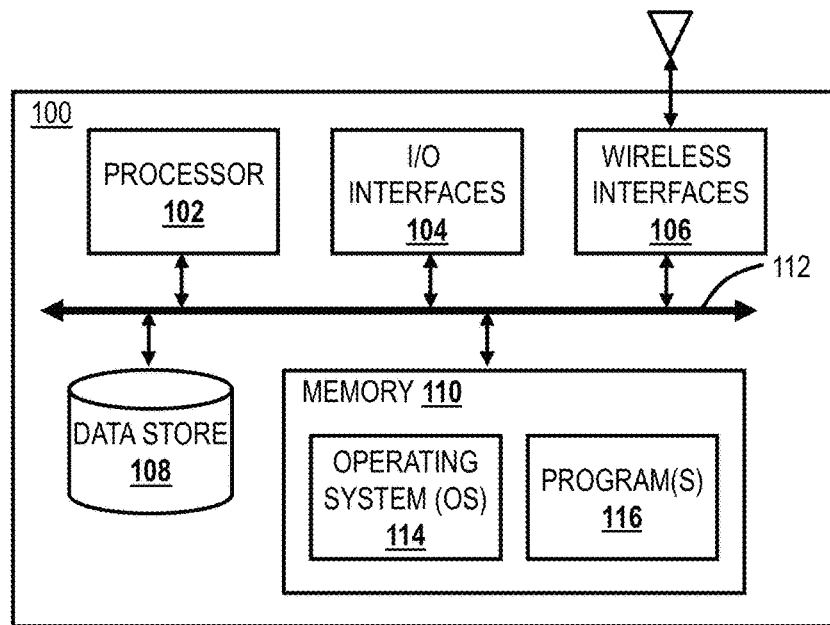 100
PROCESSOR
102
I/O
INTERFACES
104
WIRELESS
INTERFACES
106
112
DATA STORE
108
MEMORY 110
OPERATING
SYSTEM (OS)
114
PROGRAM(S)
116